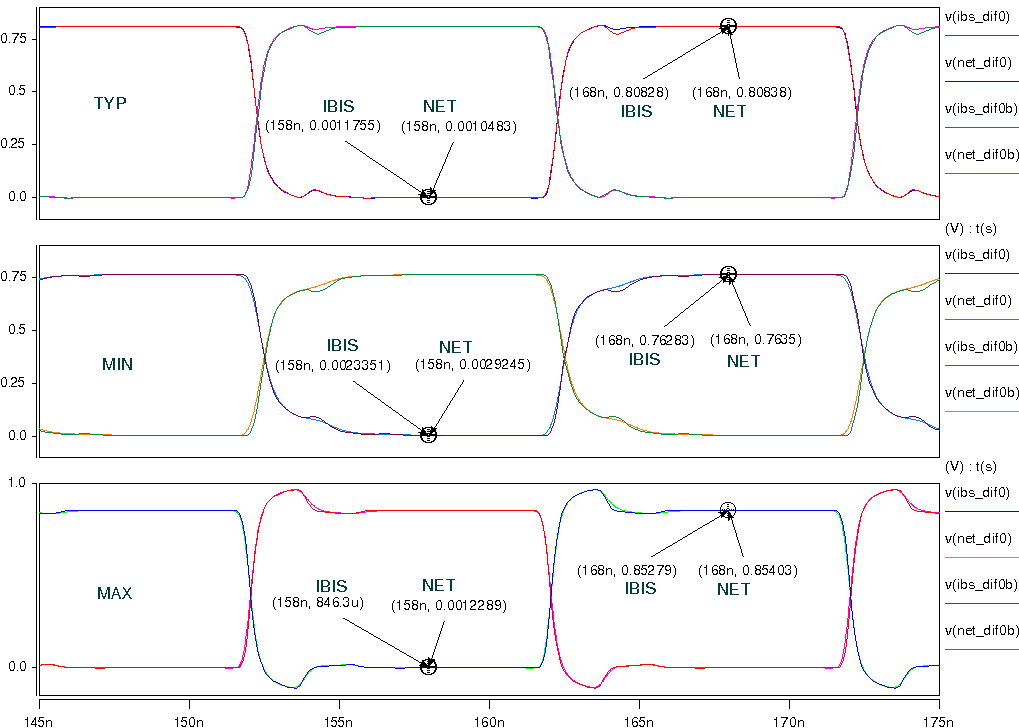 v(ibs_dif0)
0.75
v(net_dif0)
0.5
(168n, 0.80828) (168n, 0.80838)
TYP
IBIS NET
IBIS NET
v(ibs_dif0b)
(158n, 0.0011755) (158n, 0.0010483)
0.25
v(net_dif0b)
0.0
(V) : t(s)
v(ibs_dif0)
0.75
v(net_dif0)
0.5
(168n, 0.76283) (168n, 0.7635)
IBIS NET
v(ibs_dif0b)
MIN
(158n, 0.0023351) (158n, 0.0029245)
IBIS NET
0.25
v(net_dif0b)
0.0
(V) : t(s)
1.0
v(ibs_dif0)
v(net_dif0)
(168n, 0.85279) (168n, 0.85403)
MAX
IBIS NET
IBIS NET
v(ibs_dif0b)
(158n, 846.3u) (158n, 0.0012289)
v(net_dif0b)
0.0
145n 150n 155n 160n 165n 170n 175n